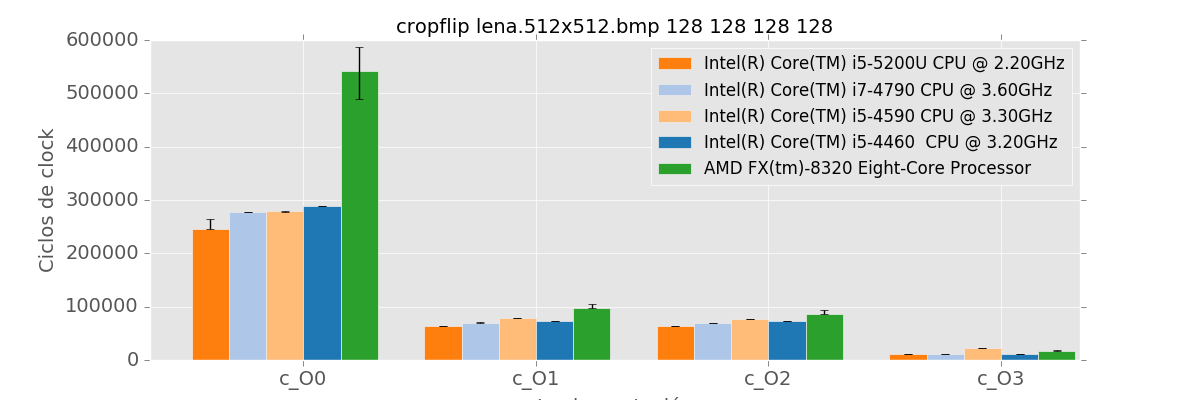 cropflip lena.512x512.bmp 128 128 128 128
600000
500000
400000
300000
200000
100000
0
Ciclos de clock
Intel(R) Core(TM) i5-5200U CPU @ 2.20GHz
Intel(R) Core(TM) i7-4790 CPU @ 3.60GHz
Intel(R) Core(TM) i5-4590 CPU @ 3.30GHz
Intel(R) Core(TM) i5-4460  CPU @ 3.20GHz
AMD FX(tm)-8320 Eight-Core Processor
c_O0
c_O1
c_O2
c_O3